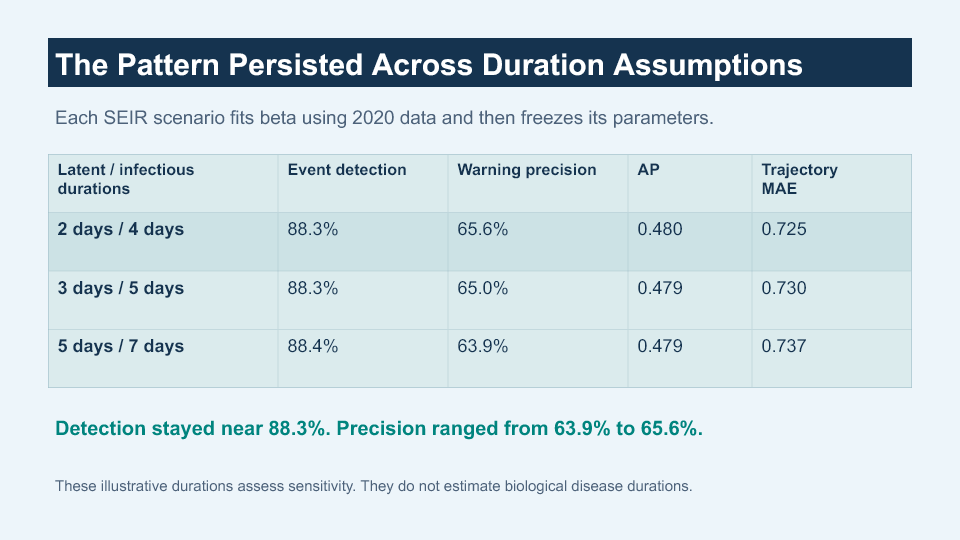 The Pattern Persisted Across Duration Assumptions
Each SEIR scenario fits beta using 2020 data and then freezes its parameters.
Latent / infectious durations Event detection Warning precision AP Trajectory MAE
2 days / 4 days 88.3% 65.6% 0.480 0.725
3 days / 5 days 88.3% 65.0% 0.479 0.730
5 days / 7 days 88.4% 63.9% 0.479 0.737
Detection stayed near 88.3%. Precision ranged from 63.9% to 65.6%.
These illustrative durations assess sensitivity. They do not estimate biological disease durations.